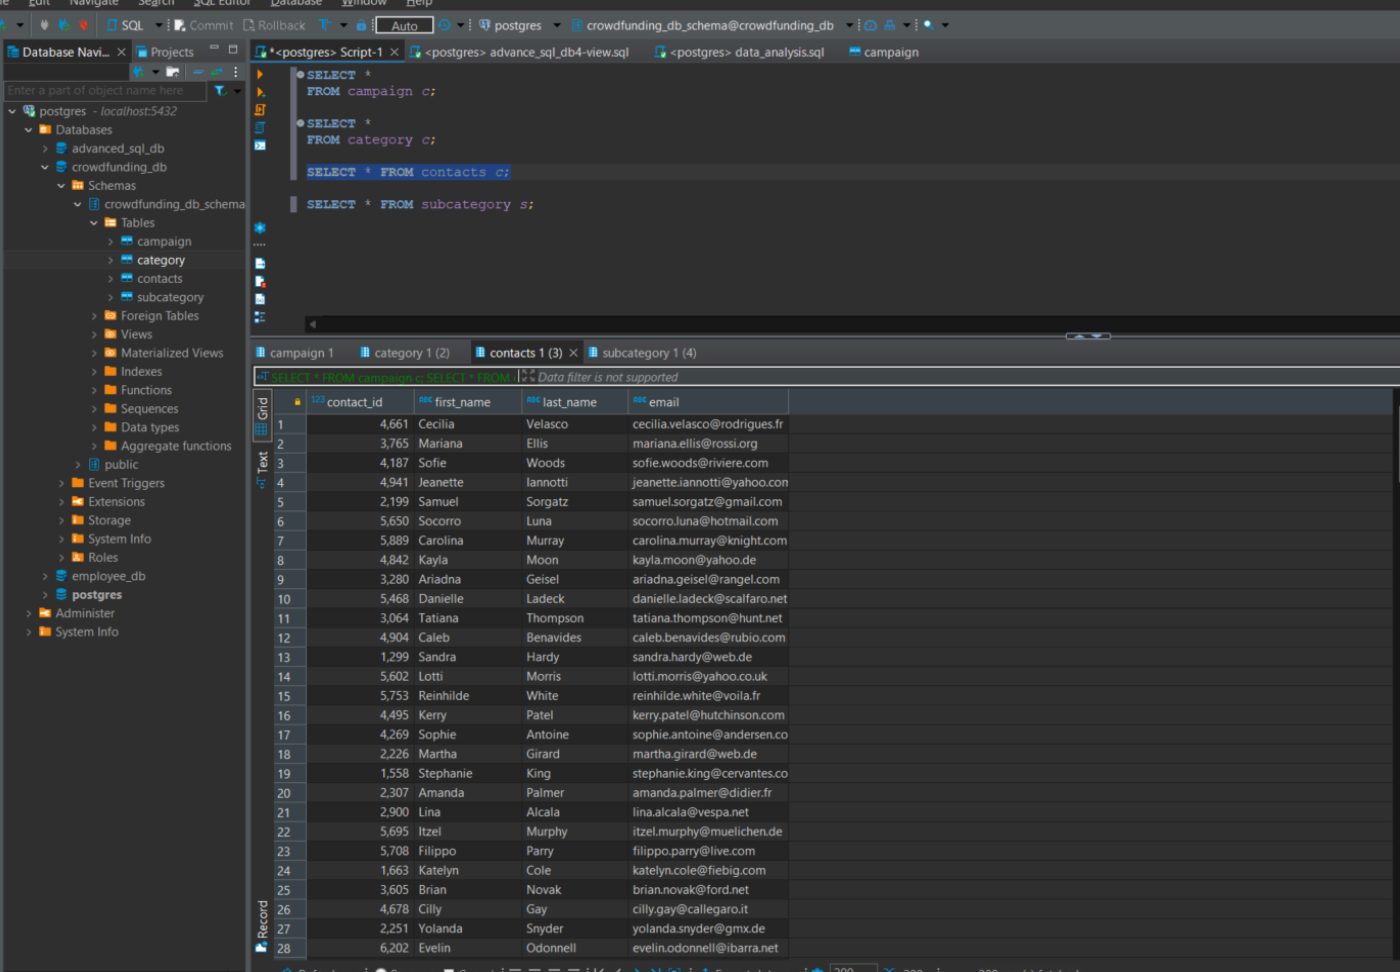 Edit Navigate Search SQL Editor Database Window Help
SQL Commit Rollback Auto postgres crowdfunding_db_schema@crowdfunding_db
Database Navi... Projects
*<postgres> Script-1 <postgres> advance_sql_db4-view.sql <postgres> data_analysis.sql campaign
Enter a part of object name here
postgres - localhost:5432
Databases
advanced_sql_db
crowdfunding_db
Schemas
crowdfunding_db_schema
Tables
campaign
category
contacts
subcategory
Foreign Tables
Views
Materialized Views
Indexes
Functions
Sequences
Data types
Aggregate functions
public
Event Triggers
Extensions
Storage
System Info
Roles
employee_db
postgres
Administer
System Info
SELECT *
FROM campaign c;
SELECT *
FROM category c;
SELECT * FROM contacts c;
SELECT * FROM subcategory s;
campaign 1 category 1 (2) contacts 1 (3) subcategory 1 (4)
SELECT * FROM campaign c; SELECT * FROM Data filter is not supported
Grid
Text
Record
123 contact_id ABC first_name ABC last_name ABC email
1 4,661 Cecilia Velasco cecilia.velasco@rodrigues.fr
2 3,765 Mariana Ellis mariana.ellis@rossi.org
3 4,187 Sofie Woods sofie.woods@riviere.com
4 4,941 Jeanette Iannotti jeanette.iannotti@yahoo.com
5 2,199 Samuel Sorgatz samuel.sorgatz@gmail.com
6 5,650 Socorro Luna socorro.luna@hotmail.com
7 5,889 Carolina Murray carolina.murray@knight.com
8 4,842 Kayla Moon kayla.moon@yahoo.de
9 3,280 Ariadna Geisel ariadna.geisel@rangel.com
10 5,468 Danielle Ladeck danielle.ladeck@scalfaro.net
11 3,064 Tatiana Thompson tatiana.thompson@hunt.net
12 4,904 Caleb Benavides caleb.benavides@rubio.com
13 1,299 Sandra Hardy sandra.hardy@web.de
14 5,602 Lotti Morris lotti.morris@yahoo.co.uk
15 5,753 Reinhilde White reinhilde.white@voila.fr
16 4,495 Kerry Patel kerry.patel@hutchinson.com
17 4,269 Sophie Antoine sophie.antoine@andersen.co
18 2,226 Martha Girard martha.girard@web.de
19 1,558 Stephanie King stephanie.king@cervantes.co
20 2,307 Amanda Palmer amanda.palmer@didier.fr
21 2,900 Lina Alcala lina.alcala@vespa.net
22 5,695 Itzel Murphy itzel.murphy@muelichen.de
23 5,708 Filippo Parry filippo.parry@live.com
24 1,663 Katelyn Cole katelyn.cole@fiebig.com
25 3,605 Brian Novak brian.novak@ford.net
26 4,678 Cilly Gay cilly.gay@callegaro.it
27 2,251 Yolanda Snyder yolanda.snyder@gmx.de
28 6,202 Evelin Odonnell evelin.odonnell@ibarra.net